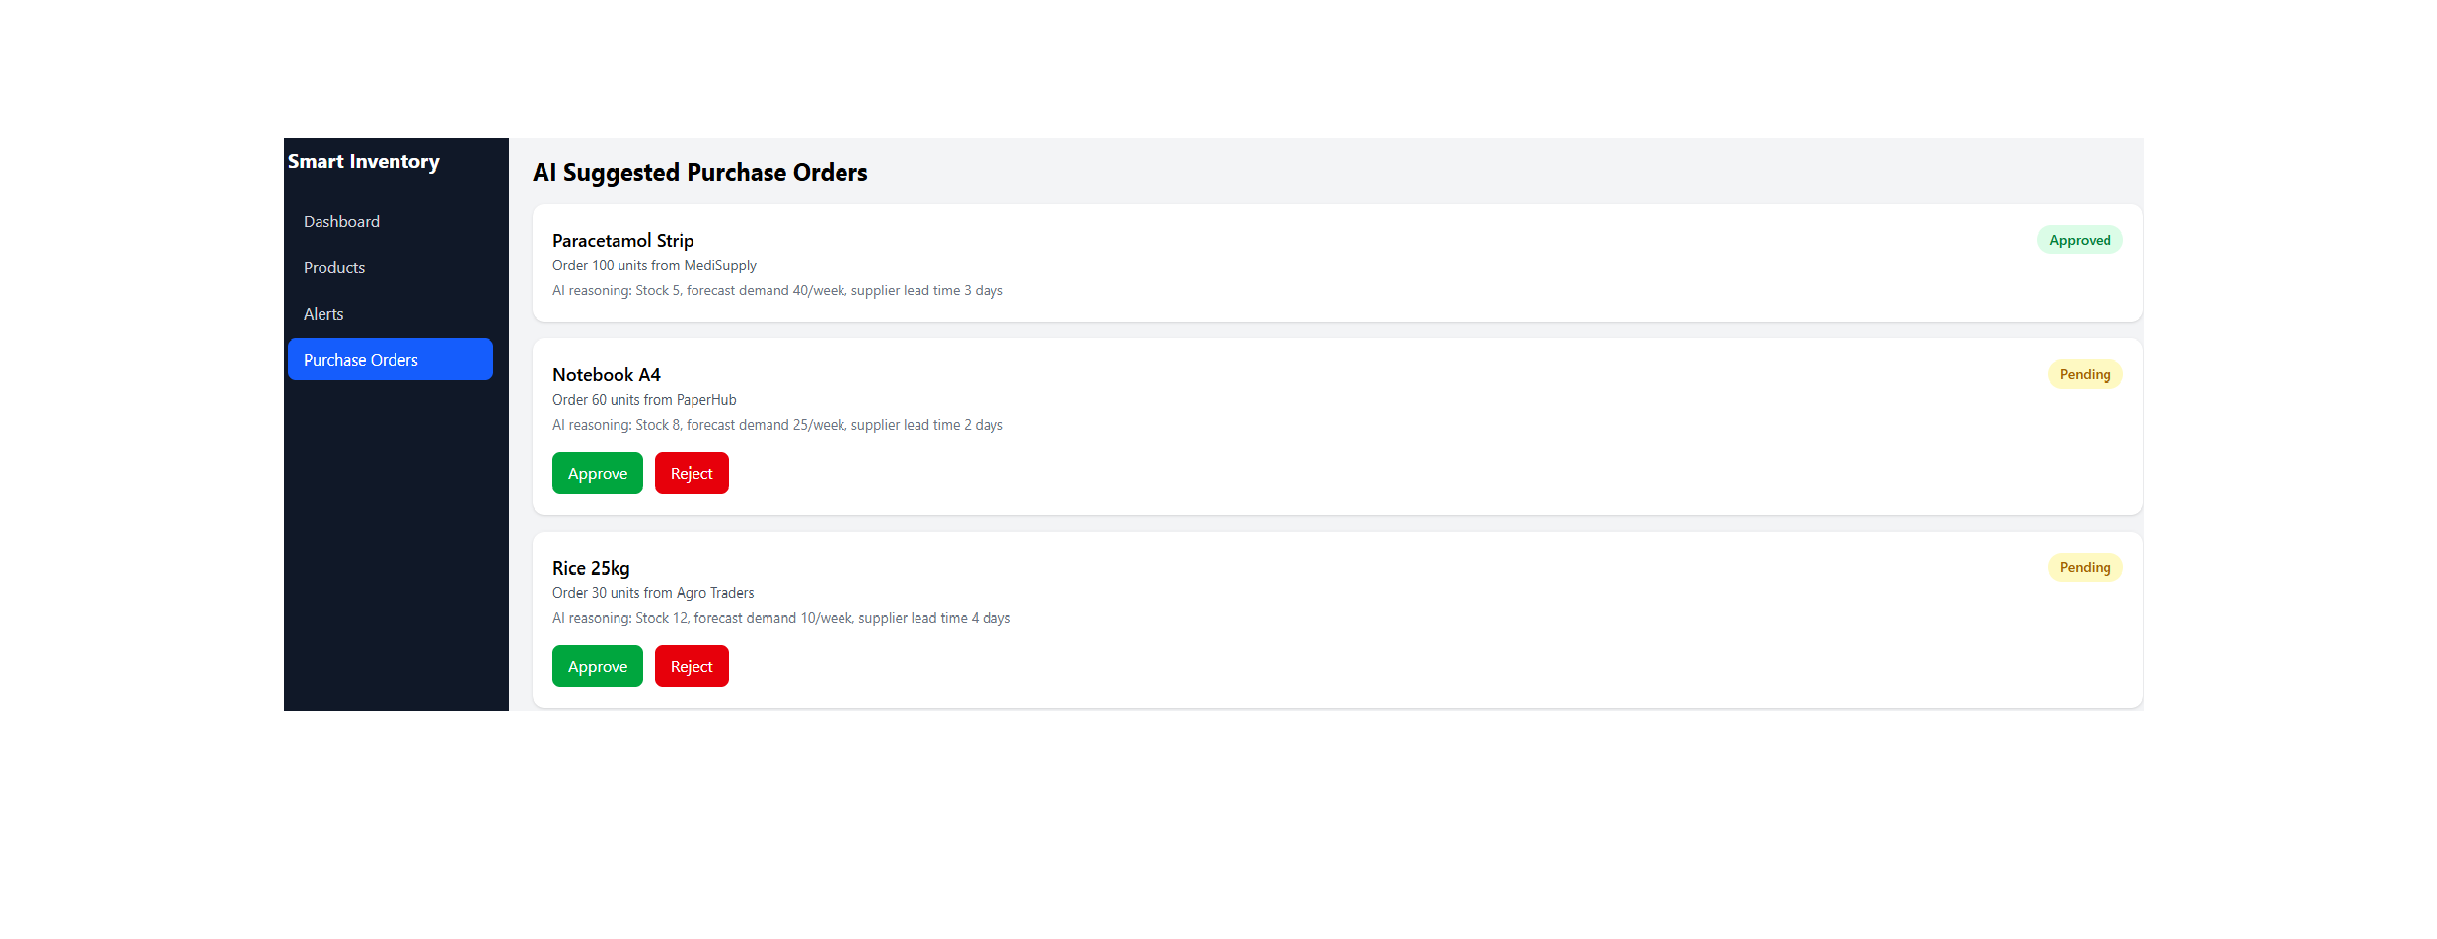 Smart Inventory
Dashboard
Products
Alerts
Purchase Orders
AI Suggested Purchase Orders
Paracetamol Strip
Approved
Order 100 units from MediSupply
AI reasoning: Stock 5, forecast demand 40/week, supplier lead time 3 days
Notebook A4
Pending
Order 60 units from PaperHub
AI reasoning: Stock 8, forecast demand 25/week, supplier lead time 2 days
Approve Reject
Rice 25kg
Pending
Order 30 units from Agro Traders
AI reasoning: Stock 12, forecast demand 10/week, supplier lead time 4 days
Approve Reject